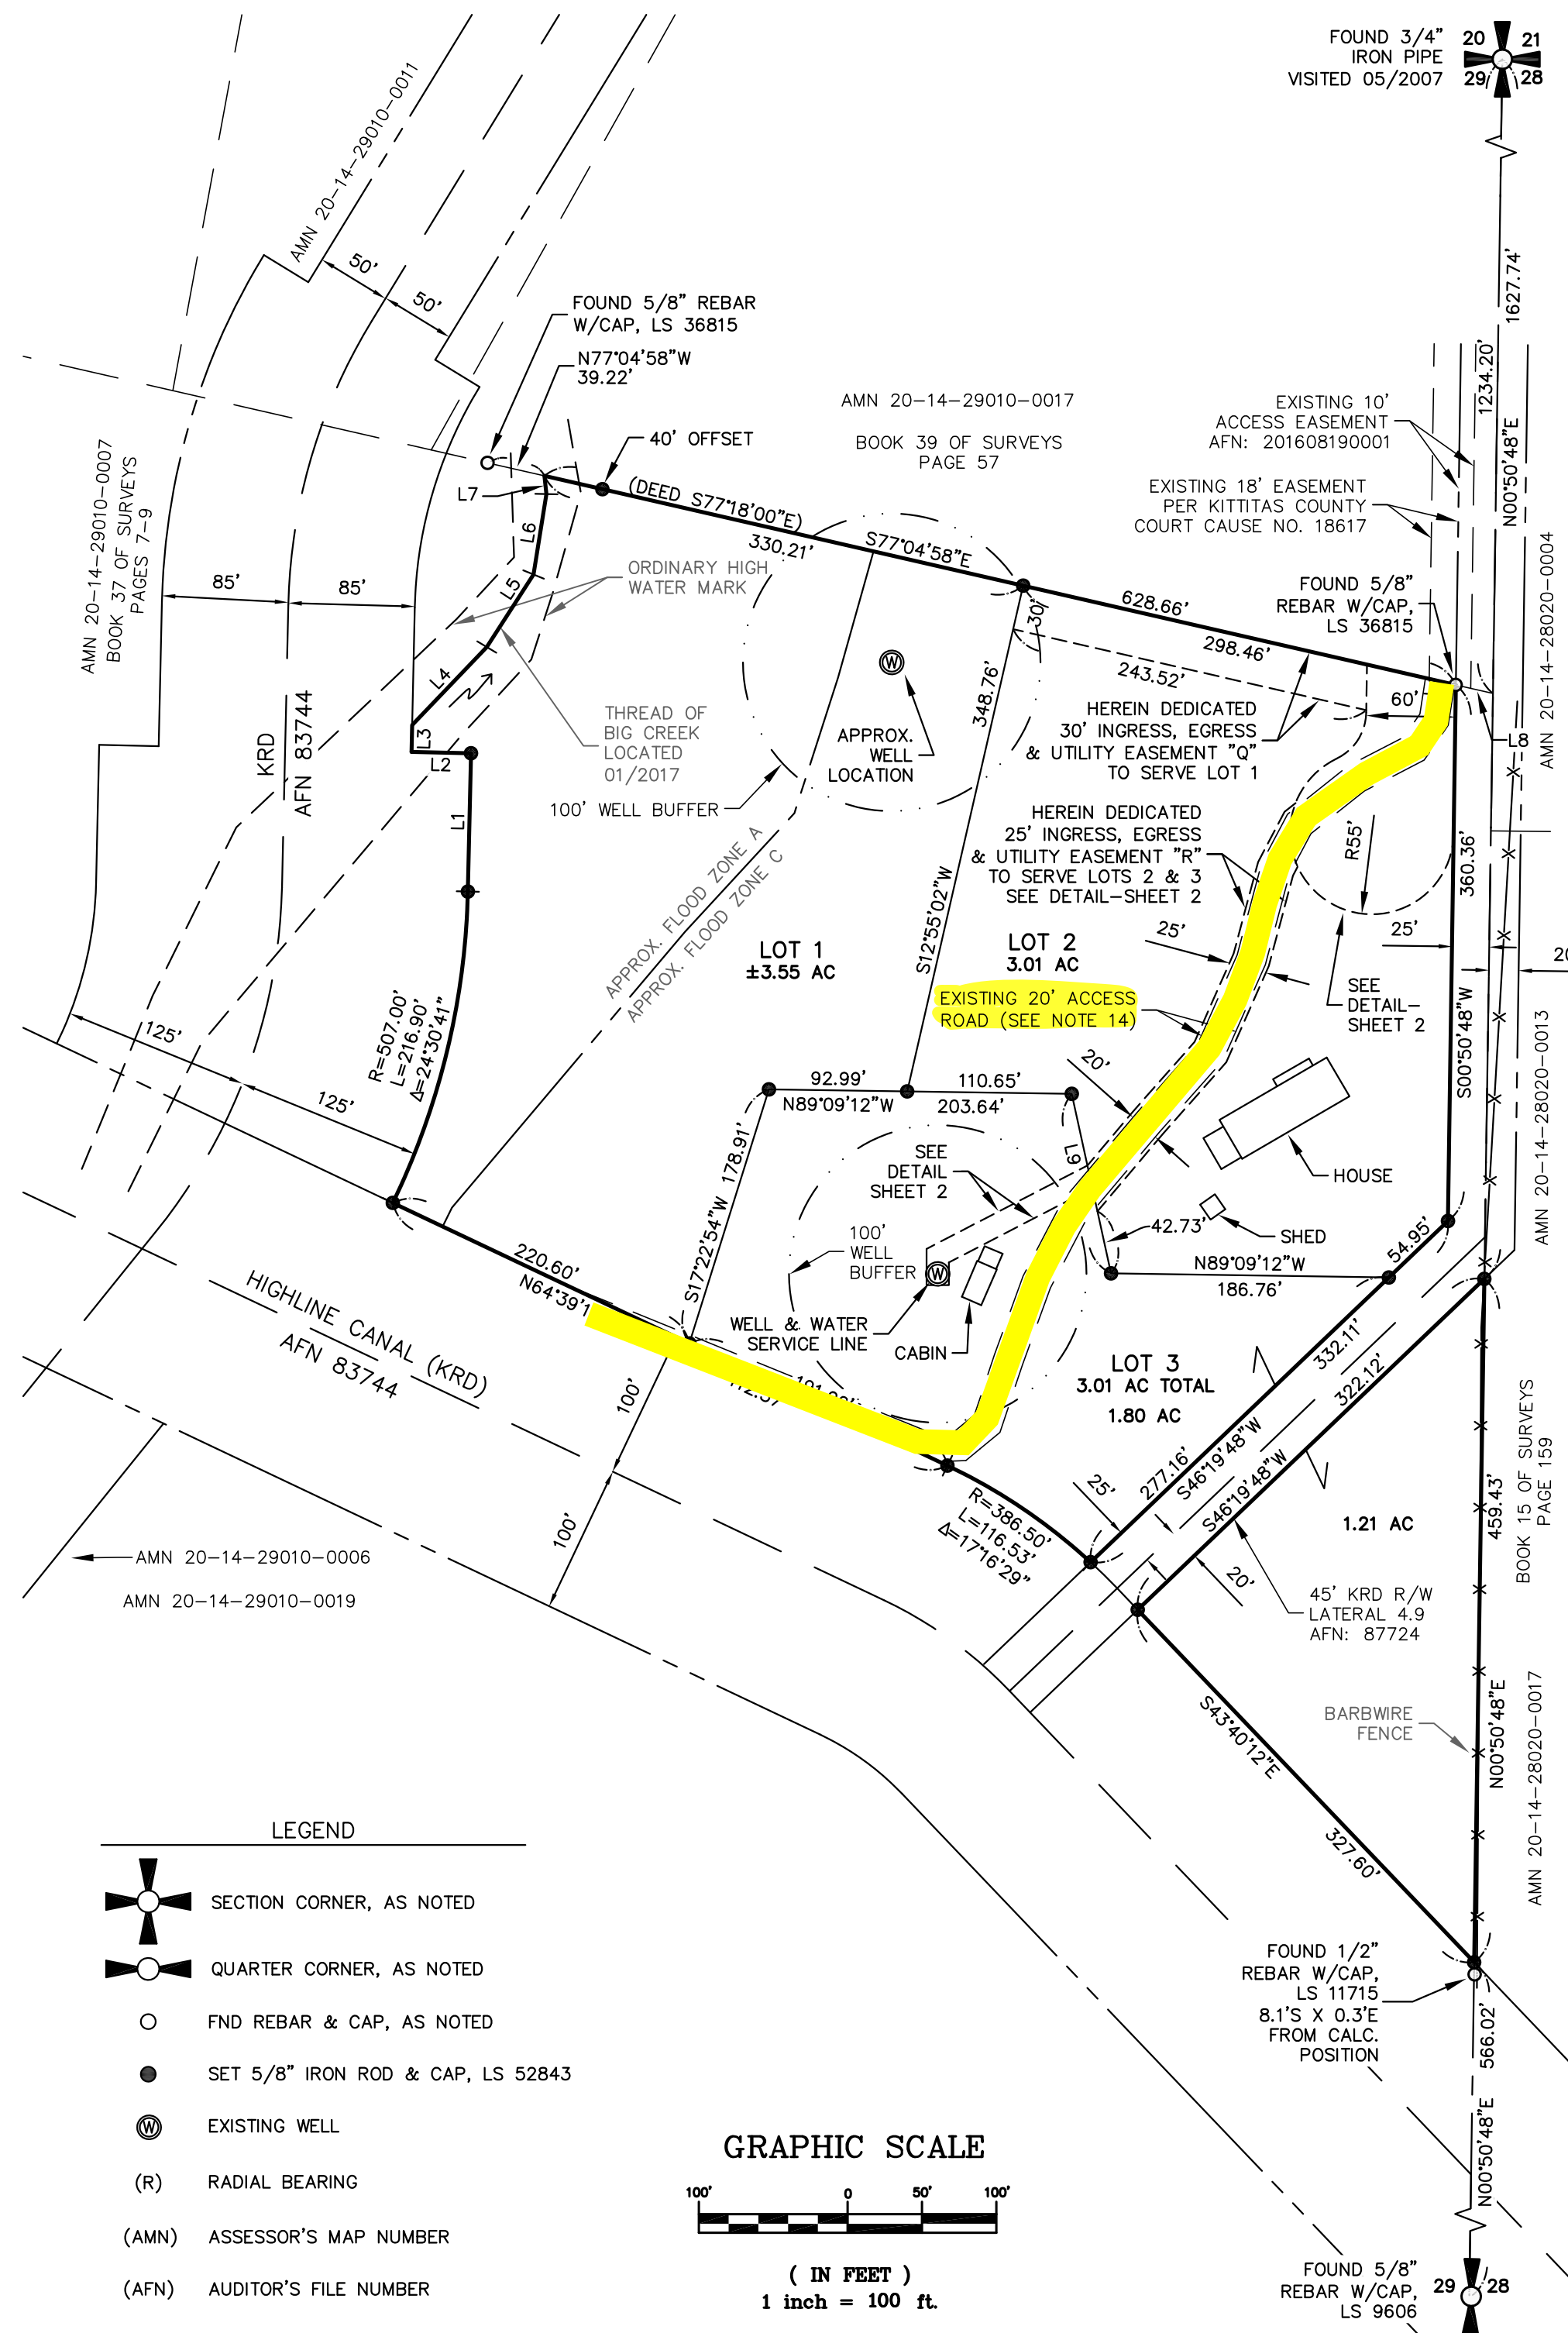 FOUND 3/4"
IRON PIPE
VISITED 05/2007
20
21
29
28
AMN 20-14-29010-0011
50'
50'
FOUND 5/8" REBAR
W/CAP, LS 36815
N77°04'58"W
39.22'
1627.74'
1234.20'
N00°50'48"E
AMN 20-14-29010-0017
BOOK 39 OF SURVEYS
PAGE 57
EXISTING 10'
ACCESS EASEMENT
AFN: 201608190001
EXISTING 18' EASEMENT
PER KITTITAS COUNTY
COURT CAUSE NO. 18617
40' OFFSET
L7
(DEED S77°18'00"E)
330.21'
S77°04'58"E
628.66'
298.46'
243.52'
30'
60'
FOUND 5/8"
REBAR W/CAP,
LS 36815
AMN 20-14-28020-0004
AMN 20-14-29010-0007
BOOK 37 OF SURVEYS
PAGES 7-9
85'
85'
L6
L5
L4
L3
L2
L1
ORDINARY HIGH
WATER MARK
KRD
AFN 83744
THREAD OF
BIG CREEK
LOCATED
01/2017
100' WELL BUFFER
W
APPROX.
WELL
LOCATION
348.76'
S12°55'02"W
HEREIN DEDICATED
30' INGRESS, EGRESS
& UTILITY EASEMENT "Q"
TO SERVE LOT 1
L8
HEREIN DEDICATED
25' INGRESS, EGRESS
& UTILITY EASEMENT "R"
TO SERVE LOTS 2 & 3
SEE DETAIL-SHEET 2
R55'
360.36'
S00°50'48"W
APPROX. FLOOD ZONE A
APPROX. FLOOD ZONE C
LOT 1
±3.55 AC
LOT 2
3.01 AC
25'
25'
20
EXISTING 20' ACCESS
ROAD (SEE NOTE 14)
SEE
DETAIL-
SHEET 2
AMN 20-14-28020-0013
125'
125'
R=507.00'
L=216.90'
Δ=24°30'41"
20'
92.99'
110.65'
N89°09'12"W
203.64'
L9
S17°22'54"W 178.91'
SEE
DETAIL
SHEET 2
HOUSE
SHED
42.73'
54.95'
100'
WELL
BUFFER
W
N89°09'12"W
186.76'
220.60'
N64°39'1
HIGHLINE CANAL (KRD)
AFN 83744
WELL & WATER
SERVICE LINE
CABIN
LOT 3
3.01 AC TOTAL
1.80 AC
332.11'
322.12'
277.16'
S46°19'48"W
S46°19'48"W
100'
100'
25'
20'
R=386.50'
L=116.53'
Δ=17°16'29"
1.21 AC
459.43'
BOOK 15 OF SURVEYS
PAGE 159
AMN 20-14-29010-0006
AMN 20-14-29010-0019
45' KRD R/W
LATERAL 4.9
AFN: 87724
S43°40'12"E
327.60'
BARBWIRE
FENCE
N00°50'48"E
AMN 20-14-28020-0017
LEGEND
SECTION CORNER, AS NOTED
QUARTER CORNER, AS NOTED
FND REBAR & CAP, AS NOTED
SET 5/8" IRON ROD & CAP, LS 52843
W EXISTING WELL
(R) RADIAL BEARING
(AMN) ASSESSOR'S MAP NUMBER
(AFN) AUDITOR'S FILE NUMBER
FOUND 1/2"
REBAR W/CAP,
LS 11715
8.1'S X 0.3'E
FROM CALC.
POSITION
566.02'
N00°50'48"E
GRAPHIC SCALE
100' 0 50' 100'
( IN FEET )
1 inch = 100 ft.
FOUND 5/8"
REBAR W/CAP,
LS 9606
29
28